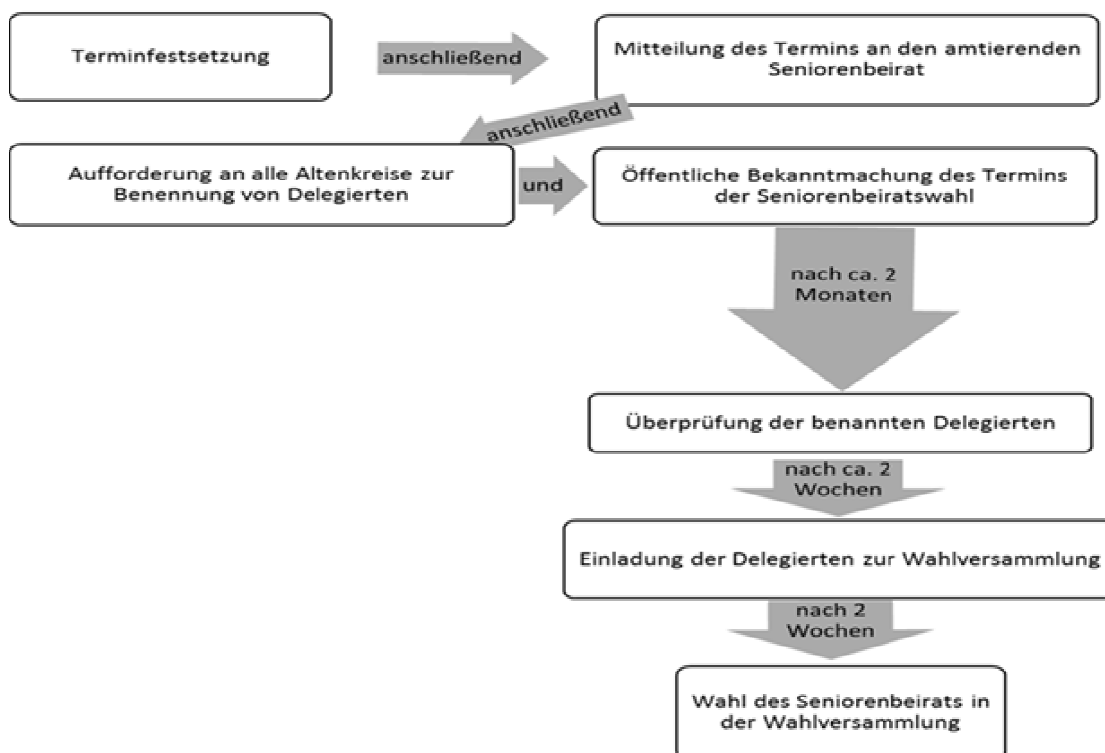 Terminfestsetzung
anschließend
Mitteilung des Termins an den amtierenden
Seniorenbeirat
anschließend
Aufforderung an alle Altenkreise zur
Benennung von Delegierten
und
Öffentliche Bekanntmachung des Termins
der Seniorenbeiratswahl
nach ca. 2
Monaten
Überprüfung der benannten Delegierten
nach ca. 2
Wochen
Einladung der Delegierten zur Wahlversammlung
nach 2
Wochen
Wahl des Seniorenbeirats in
der Wahlversammlung